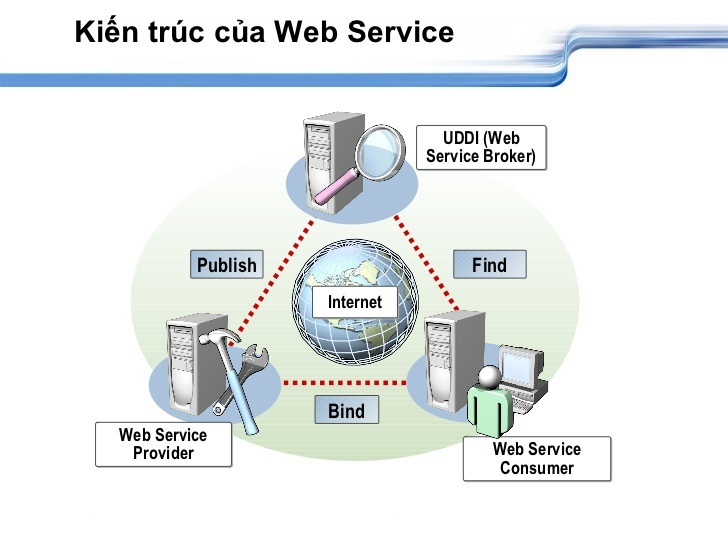 Kiến trúc của Web Service
UDDI (Web
Service Broker)
Publish
Find
Internet
Bind
Web Service
Provider
Web Service
Consumer